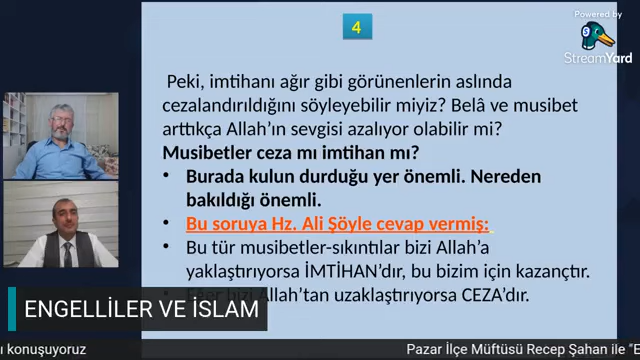 4
Powered by
StreamYard
Peki, imtihanı ağır gibi görünenlerin aslında
cezalandırıldığını söyleyebilir miyiz? Belâ ve musibet
arttıkça Allah’ın sevgisi azalıyor olabilir mi?
Musibetler ceza mı imtihan mı?
• Burada kulun durduğu yer önemli. Nereden
bakıldığı önemli.
• Bu soruya Hz. Ali Şöyle cevap vermiş:
• Bu tür musibetler-sıkıntılar bizi Allah’a
yaklaştırıyorsa İMTİHAN’dır, bu bizim için kazançtır.
• bizi Allah’tan uzaklaştırıyorsa CEZA’dır.
ENGELLİLER VE İSLAM
ı konuşuyoruz
Pazar İlçe Müftüsü Recep Şahan ile "E